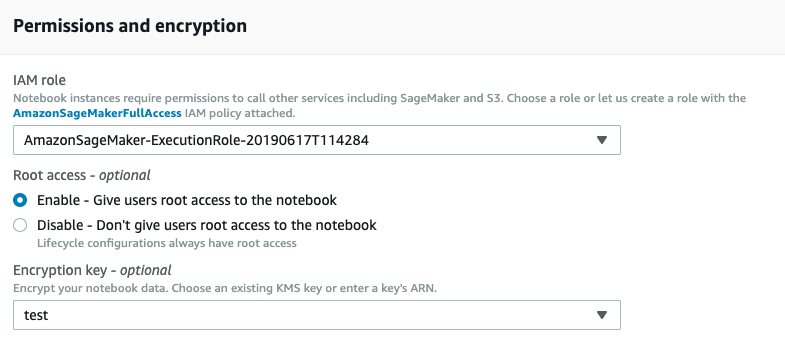 Permissions and encryption
IAM role
Notebook instances require permissions to call other services including SageMaker and S3. Choose a role or let us create a role with the
AmazonSageMakerFullAccess IAM policy attached.
AmazonSageMaker-ExecutionRole-20190617T114284
Root access - optional
Enable - Give users root access to the notebook
Disable - Don't give users root access to the notebook
Lifecycle configurations always have root access
Encryption key - optional
Encrypt your notebook data. Choose an existing KMS key or enter a key's ARN.
test